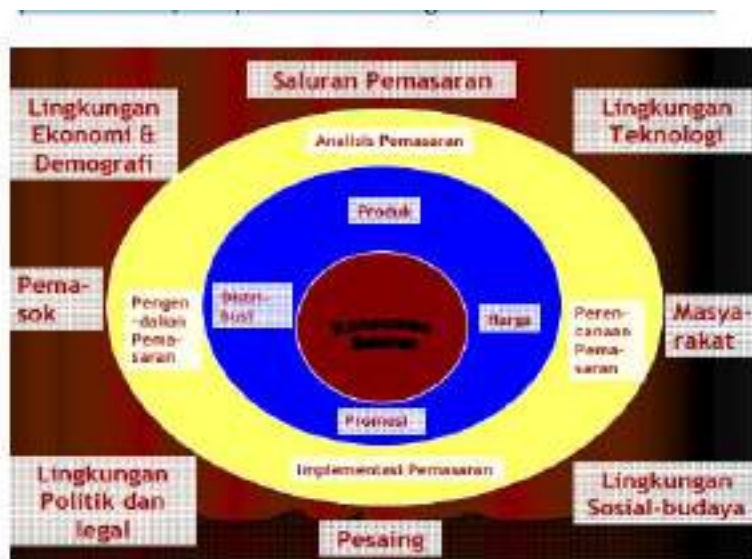 Saluran Pemasaran
Lingkungan
Ekonomi &
Demografi
Lingkungan
Teknologi
Analisis Pemasaran
Produk
Pema-
sok
Pengen
-dalian
Pema-
saran
Distri-
busi
Harga
Peren-
canaan
Pema-
saran
Masya-
rakat
Promosi
Implementasi Pemasaran
Lingkungan
Politik dan
legal
Lingkungan
Sosial-budaya
Pesaing